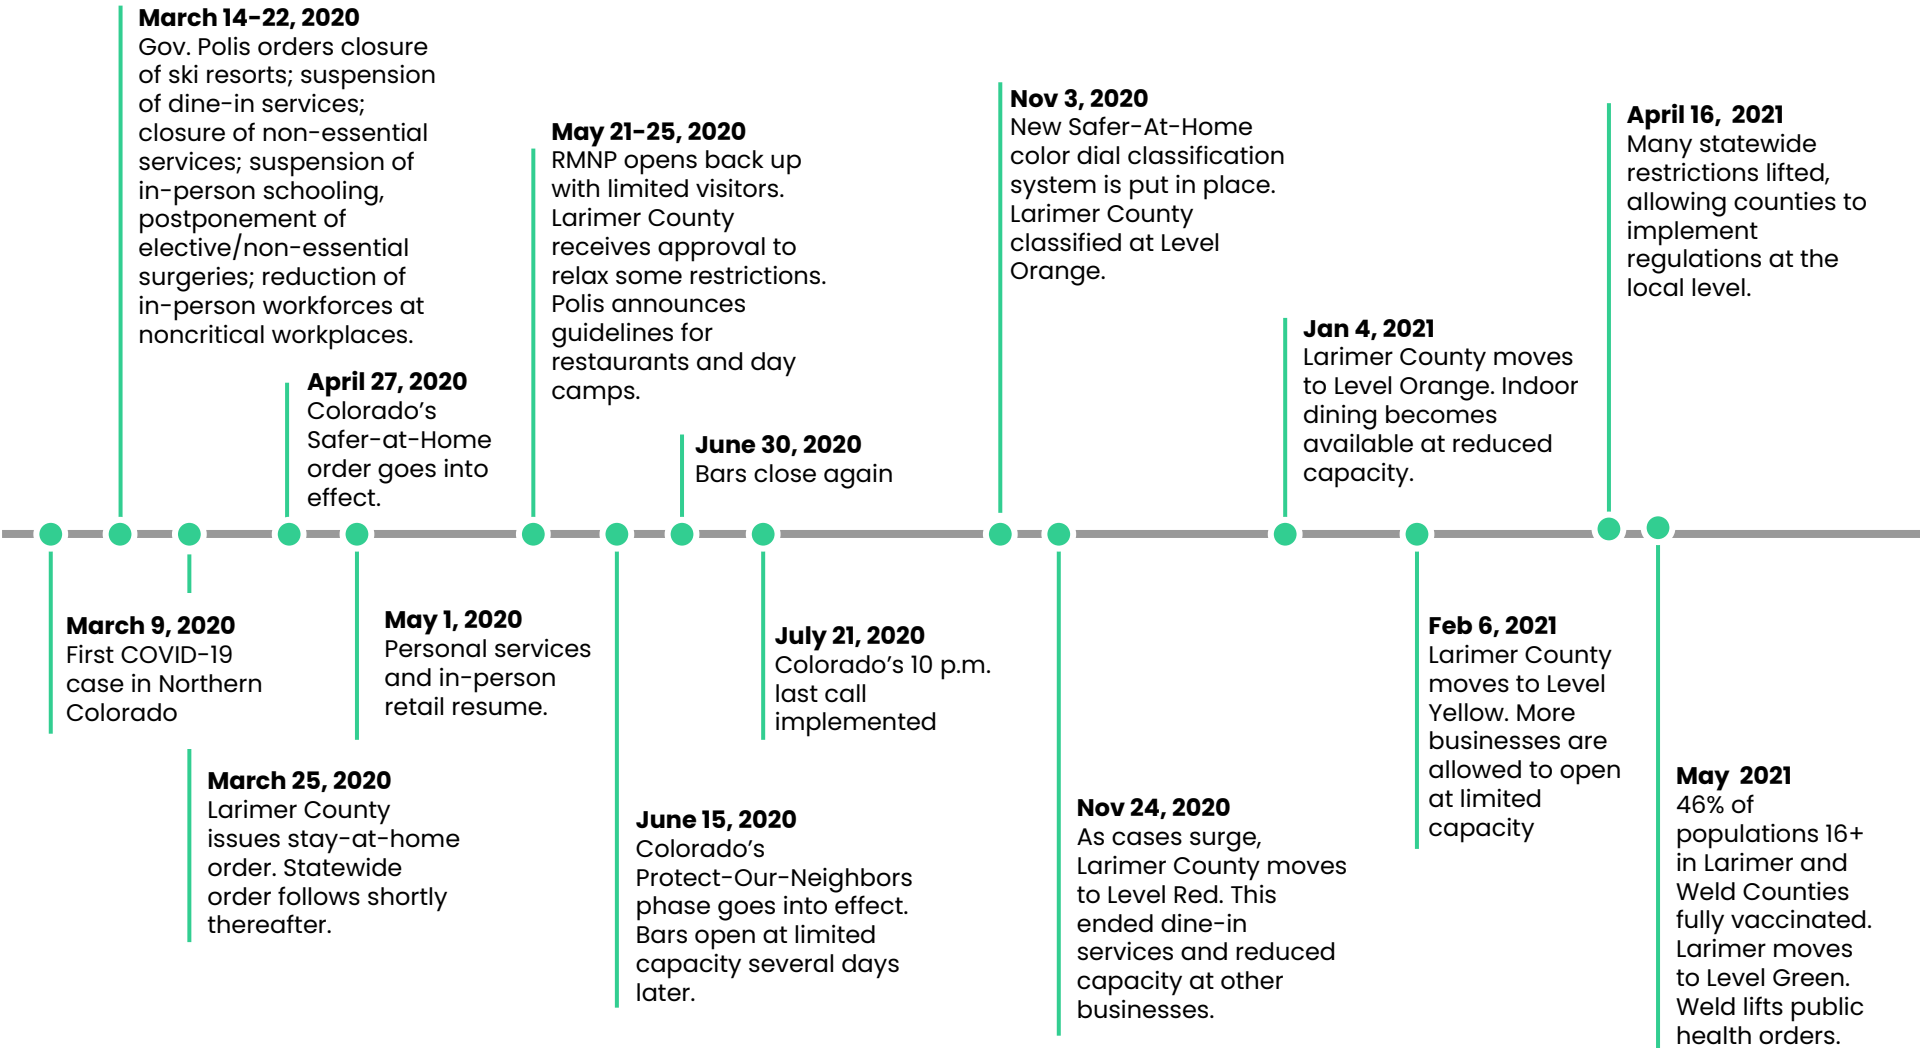 March 14-22, 2020
Gov. Polis orders closure
of ski resorts; suspension
of dine-in services;
closure of non-essential
services; suspension of
in-person schooling,
postponement of
elective/non-essential
surgeries; reduction of
in-person workforces at
noncritical workplaces.
April 27, 2020
Colorado’s
Safer-at-Home
order goes into
effect.
May 21-25, 2020
RMNP opens back up
with limited visitors.
Larimer County
receives approval to
relax some restrictions.
Polis announces
guidelines for
restaurants and day
camps.
June 30, 2020
Bars close again
Nov 3, 2020
New Safer-At-Home
color dial classification
system is put in place.
Larimer County
classified at Level
Orange.
Jan 4, 2021
Larimer County moves
to Level Orange. Indoor
dining becomes
available at reduced
capacity.
April 16, 2021
Many statewide
restrictions lifted,
allowing counties to
implement
regulations at the
local level.
March 9, 2020
First COVID-19
case in Northern
Colorado
March 25, 2020
Larimer County
issues stay-at-home
order. Statewide
order follows shortly
thereafter.
May 1, 2020
Personal services
and in-person
retail resume.
June 15, 2020
Colorado’s
Protect-Our-Neighbors
phase goes into effect.
Bars open at limited
capacity several days
later.
July 21, 2020
Colorado’s 10 p.m.
last call
implemented
Nov 24, 2020
As cases surge,
Larimer County moves
to Level Red. This
ended dine-in
services and reduced
capacity at other
businesses.
Feb 6, 2021
Larimer County
moves to Level
Yellow. More
businesses are
allowed to open
at limited
capacity
May 2021
46% of
populations 16+
in Larimer and
Weld Counties
fully vaccinated.
Larimer moves
to Level Green.
Weld lifts public
health orders.